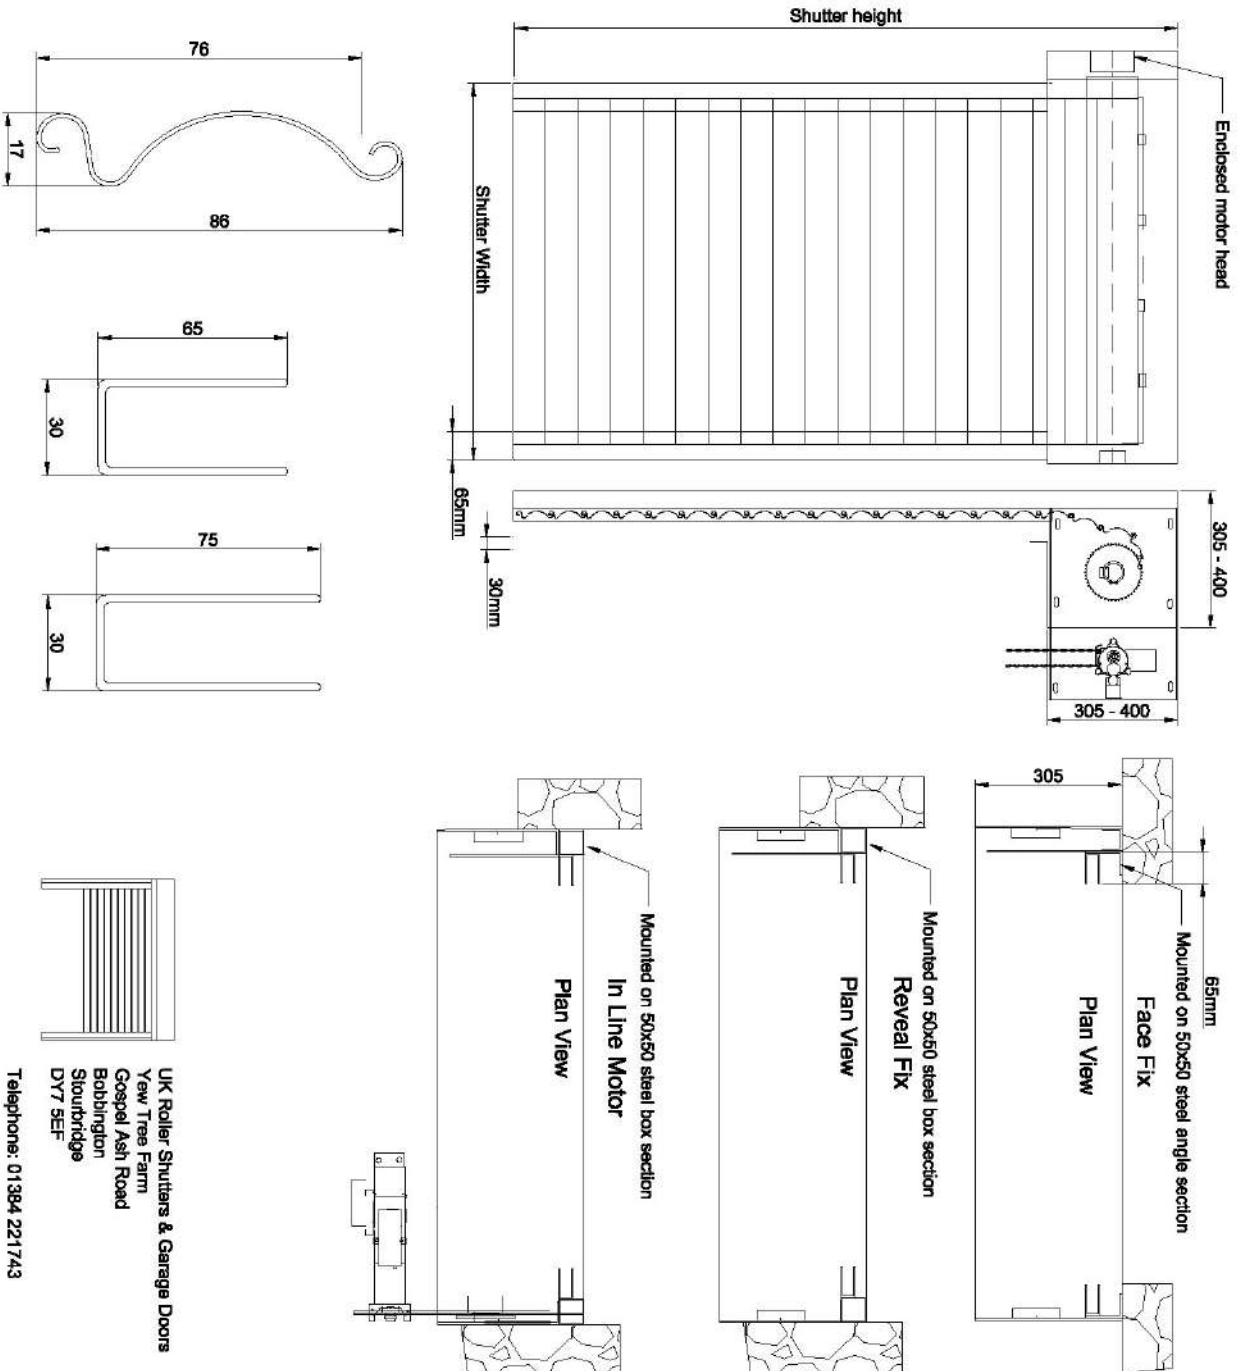 Shutter height
Enclosed motor head
Shutter Width
65mm
30mm
305 - 400
305 - 400
76
17
86
65
30
75
30
305
65mm
Mounted on 50x50 steel angle section
Face Fix
Plan View
Mounted on 50x50 steel box section
Reveal Fix
Plan View
Mounted on 50x50 steel box section
In Line Motor
Plan View
UK Roller Shutters & Garage Doors
Yew Tree Farm
Gospel Ash Road
Bobbington
Stourbridge
DY7 5EF
Telephone: 01384 221743